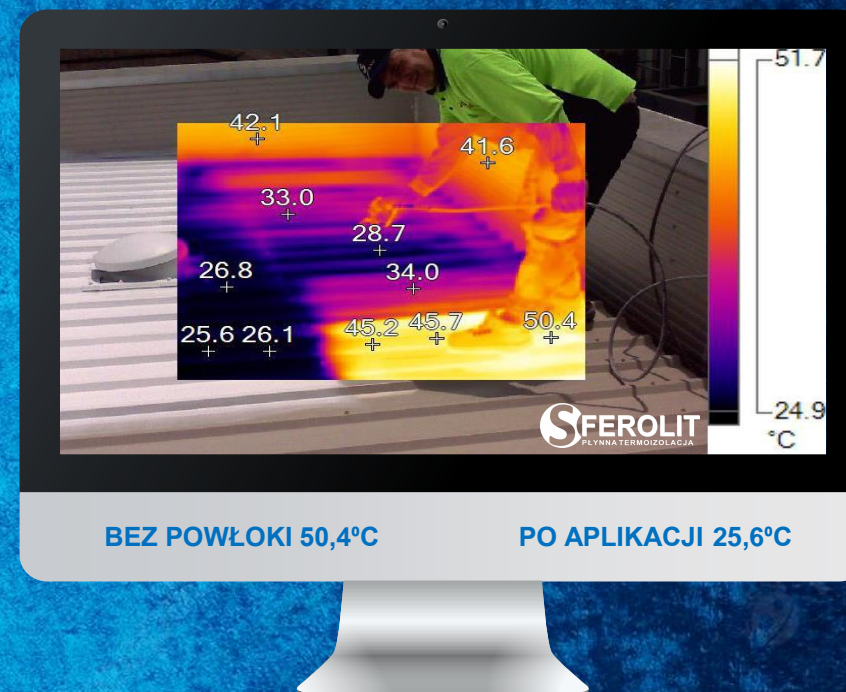 51.7
42.1
41.6
33.0
28.7
26.8
34.0
25.6 26.1
45.2 45.7 50.4
24.9
°C
SFEROLIT
PŁYNNA TERMOIZOLACJA
BEZ POWŁOKI 50,4ºC
PO APLIKACJI 25,6ºC